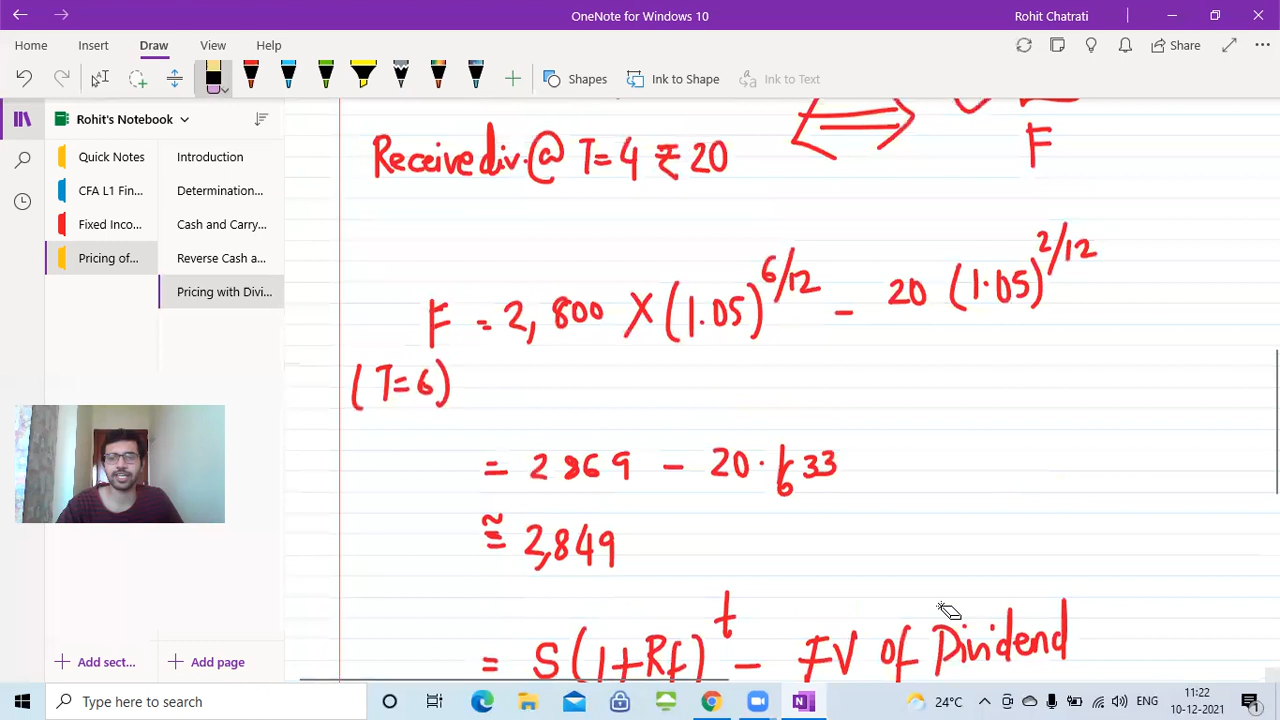 OneNote for Windows 10
Rohit Chatrati
Home Insert Draw View Help
Share
Shapes Ink to Shape Ink to Text
Rohit's Notebook
Quick Notes
CFA L1 Fin...
Fixed Inco...
Pricing of...
Introduction
Determination...
Cash and Carry...
Reverse Cash a...
Pricing with Divi...
F
Receive div. @ T=4 ₹ 20
F = 2,800 X (1.05)^6/12 - 20 (1.05)^2/12
(T=6)
= 2869 - 20.
≅ 2,849
= S(1+Rf)^t - FV of Dividend
Add sect...
Add page
Type here to search
24°C
ENG
11:22
10-12-2021